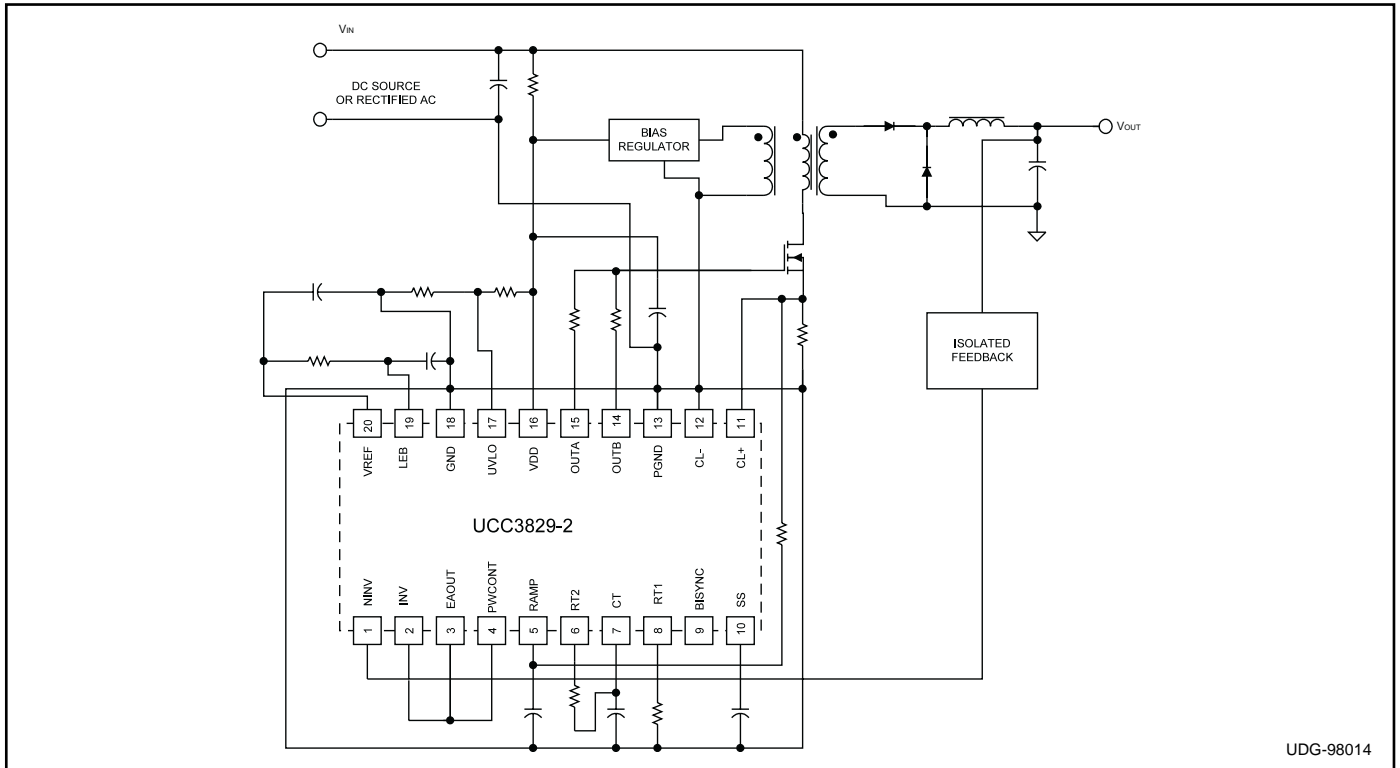 VIN
DC SOURCE
OR RECTIFIED AC
BIAS
REGULATOR
VOUT
ISOLATED
FEEDBACK
20
19
18
17
16
15
14
13
12
11
VREF
LEB
GND
UVLO
VDD
OUTA
OUTB
PGND
CL-
CL+
UCC3829-2
NINV
INV
EAOUT
PWCONT
RAMP
RT2
CT
RT1
BISYNC
SS
1
2
3
4
5
6
7
8
9
10
UDG-98014